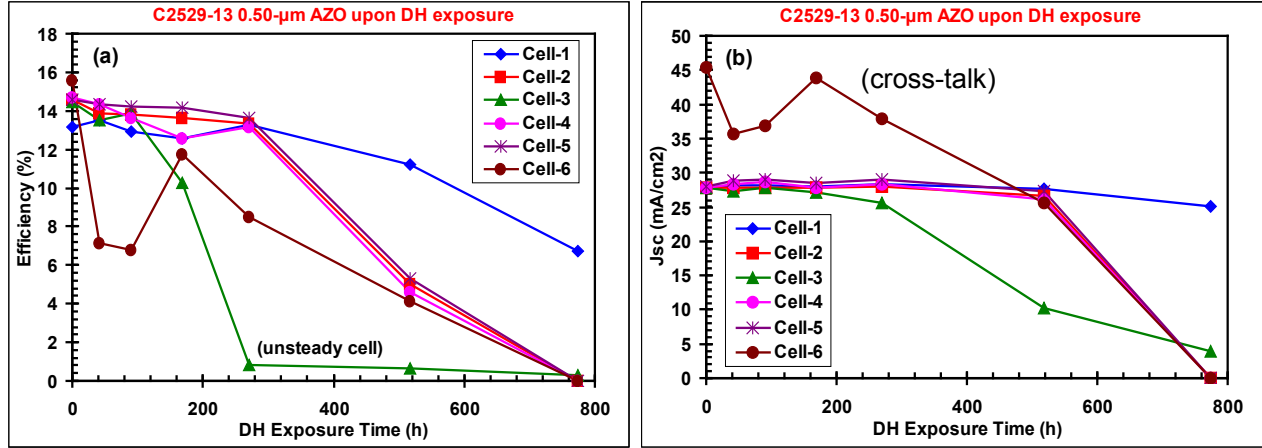 C2529-13 0.50-µm AZO upon DH exposure
(a)
Efficiency (%)
18
16
14
12
10
8
6
4
2
0
0 200 400 600 800
DH Exposure Time (h)
Cell-1
Cell-2
Cell-3
Cell-4
Cell-5
Cell-6
(unsteady cell)
C2529-13 0.50-µm AZO upon DH exposure
(b)
(cross-talk)
Jsc (mA/cm2)
50
45
40
35
30
25
20
15
10
5
0
0 200 400 600 800
DH Exposure Time (h)
Cell-1
Cell-2
Cell-3
Cell-4
Cell-5
Cell-6